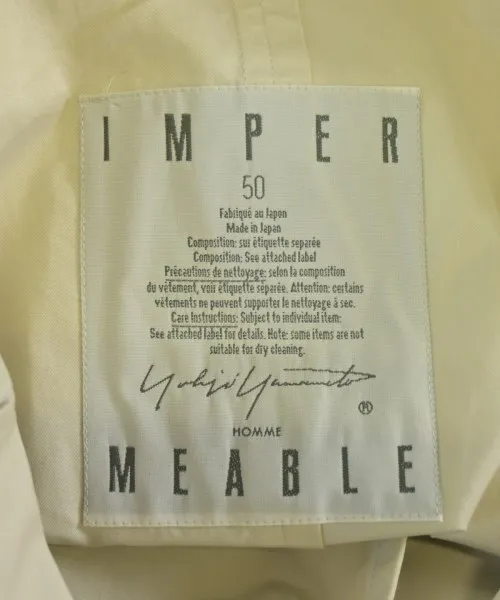 IMPER
50
Fabriqué au Japon
Made in Japan
Composition: sus étiquette separée
Composition: See attached label
Précautions de nettoyage: selon la composition
du vêtement, voir étiquette séparée. Attention: certains
vêtements ne peuvent supporter le nettoyage à sec.
Care Instructions: Subject to individual item:
See attached label for details. Note: some items are not
suitable for dry cleaning.
Yohji Yamamoto
®
HOMME
MEABLE